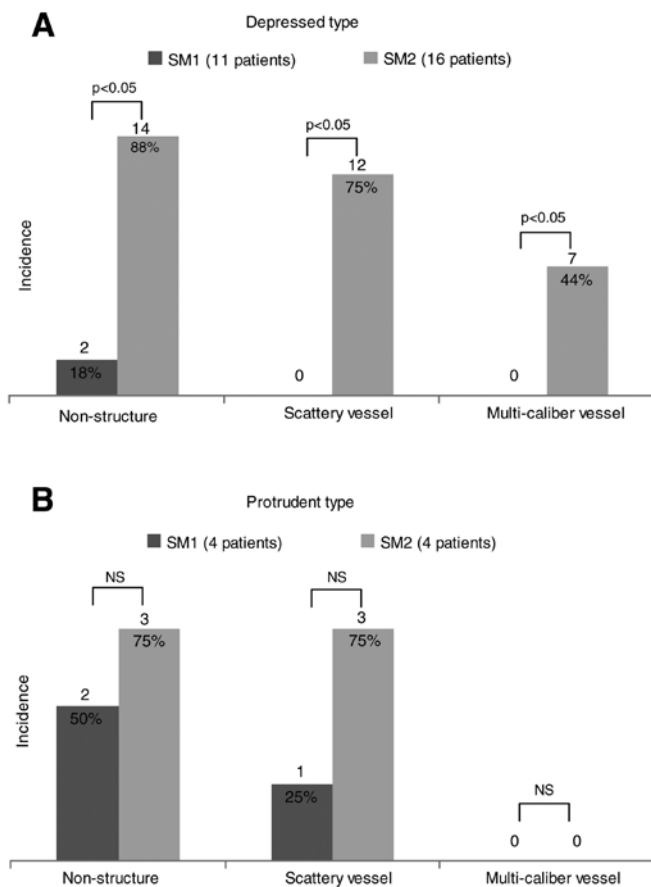 A
Depressed type
SM1 (11 patients) SM2 (16 patients)
p<0.05
14
88%
p<0.05
12
75%
p<0.05
7
44%
2
18%
0
0
Incidence
Non-structure Scattery vessel Multi-caliber vessel
B
Protrudent type
SM1 (4 patients) SM2 (4 patients)
NS
3
75%
NS
3
75%
2
50%
1
25%
NS
0 0
Incidence
Non-structure Scattery vessel Multi-caliber vessel